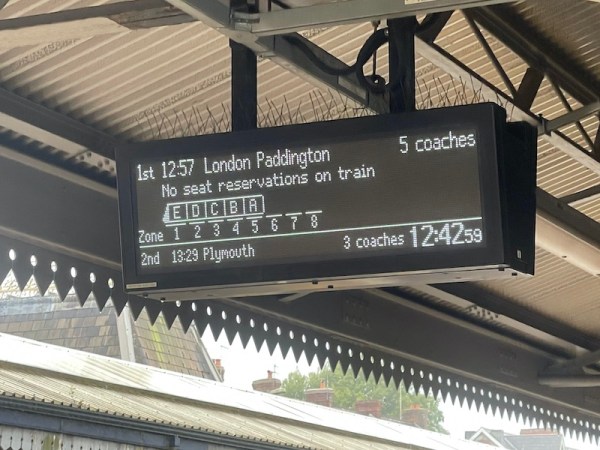 1st 12:57 London Paddington 5 coaches
No seat reservations on train
E D C B A
Zone 1 2 3 4 5 6 7 8
2nd 13:29 Plymouth 3 coaches 12:42 59